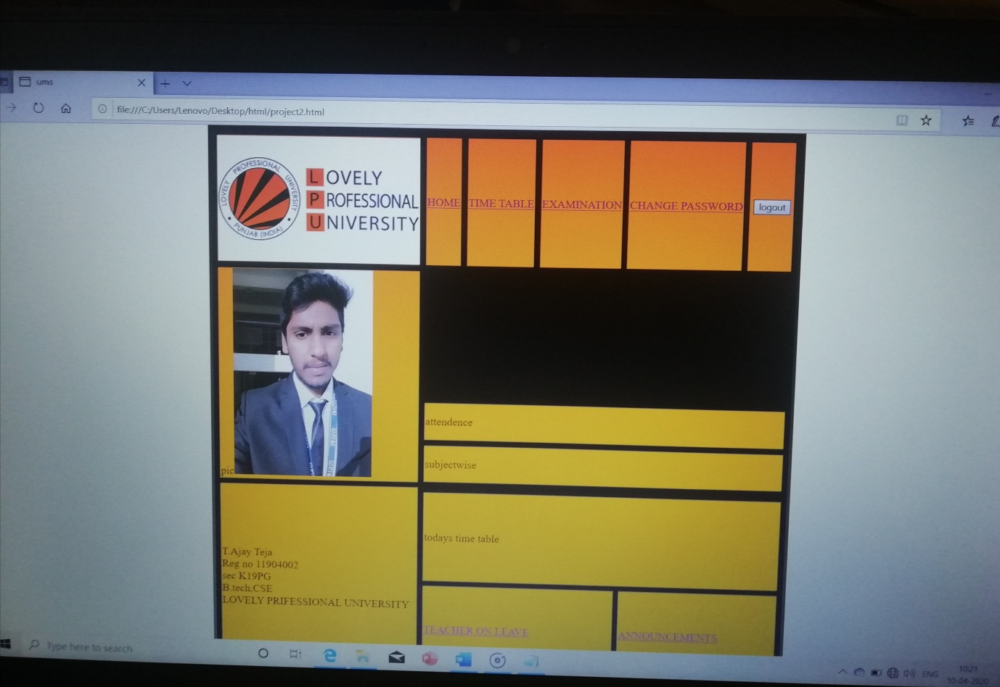 ums
file:///C:/Users/Lenovo/Desktop/html/project2.html
LOVELY PROFESSIONAL UNIVERSITY
PUNJAB (INDIA)
LOVELY
PROFESSIONAL
UNIVERSITY
HOME
TIME TABLE
EXAMINATION
CHANGE PASSWORD
logout
pic
attendence
subjectwise
T.Ajay Teja
Reg no 11904002
sec K19PG
B.tech.CSE
LOVELY PRIFESSIONAL UNIVERSITY
todays time table
TEACHER ON LEAVE
ANNOUNCEMENTS
Type here to search
ENG
10:21
10-04-2020